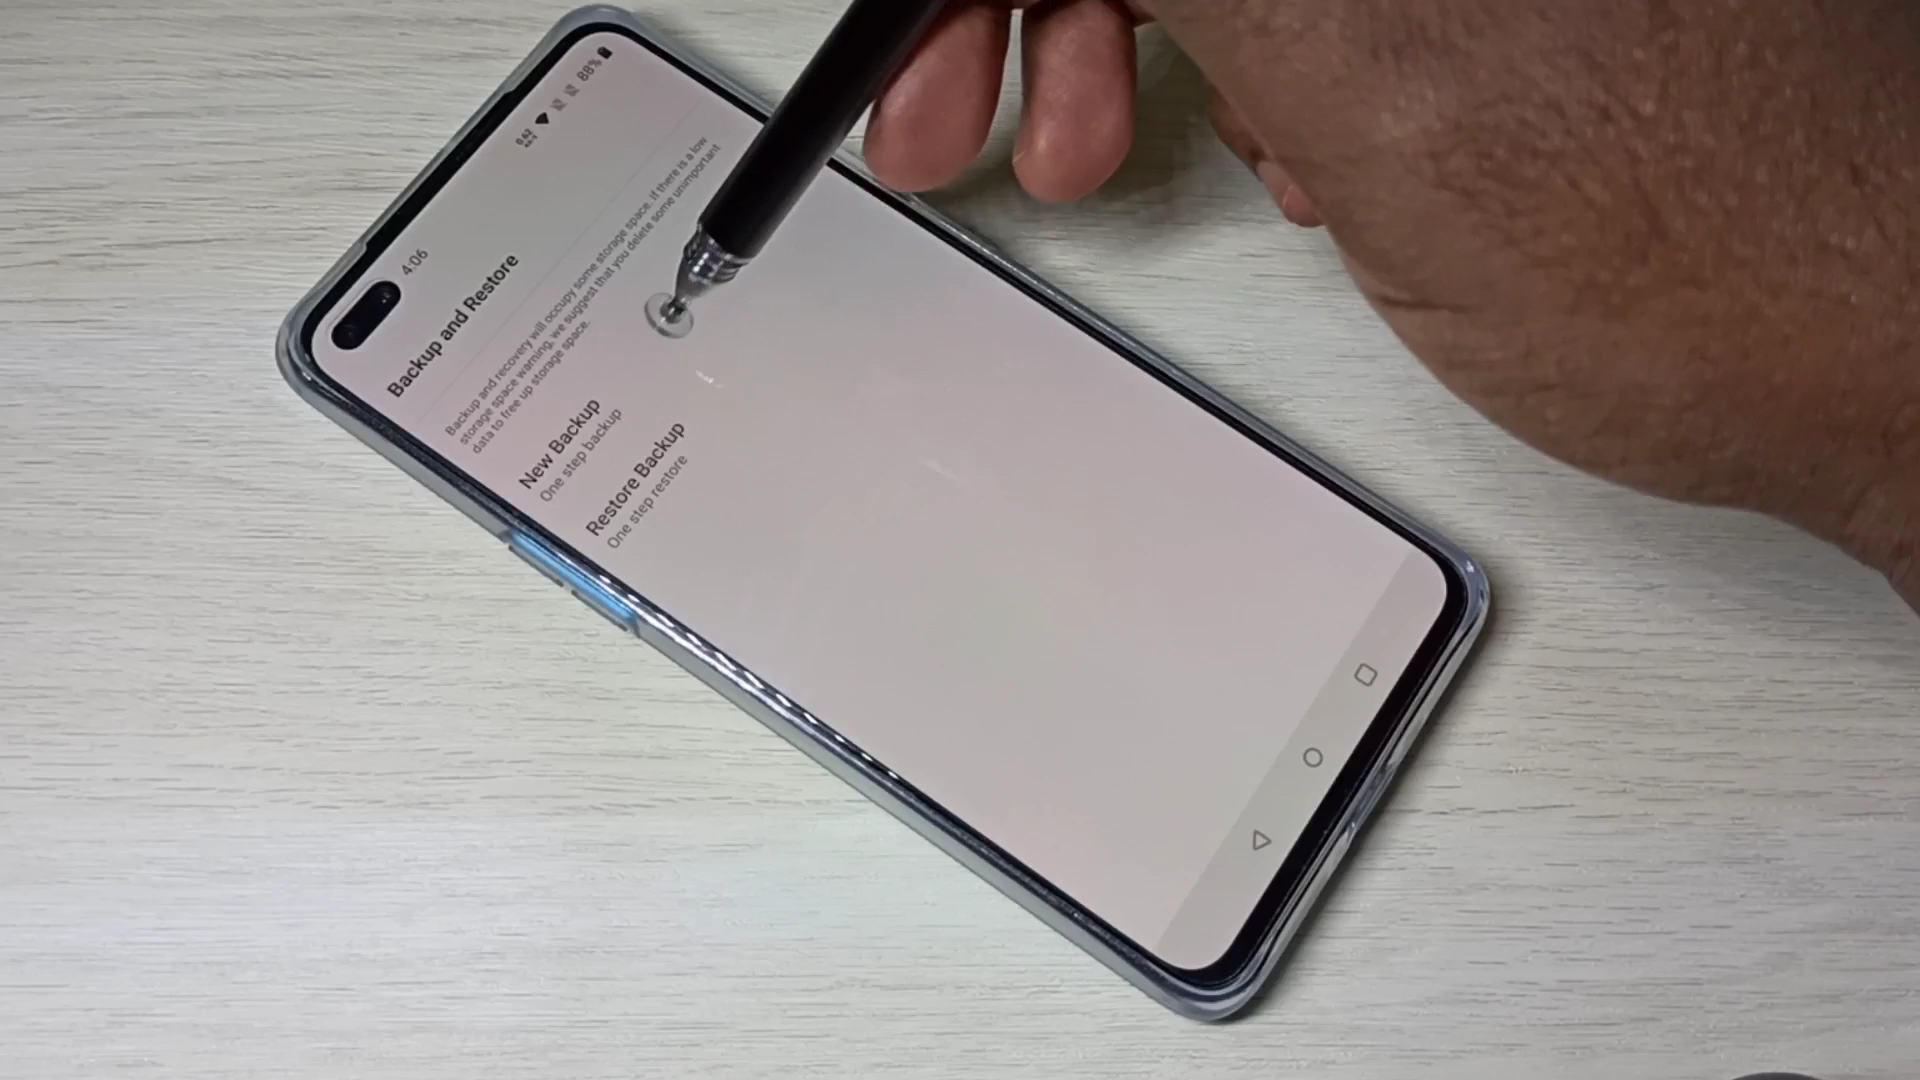 4:06
0.62
88%
Backup and Restore
Backup and recovery will occupy some storage space. If there is a low
storage space warning, we suggest that you delete some unimportant
data to free up storage space.
New Backup
One step backup
Restore Backup
One step restore